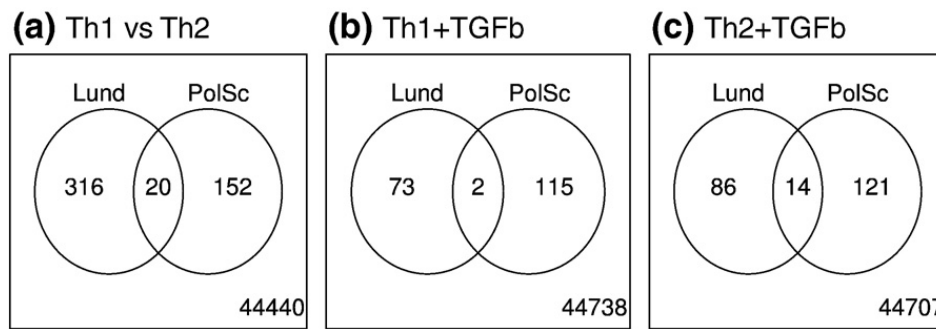 (a) Th1 vs Th2
Lund PolSc
316 20 152
44440
(b) Th1+TGFb
Lund PolSc
73 2 115
44738
(c) Th2+TGFb
Lund PolSc
86 14 121
44707